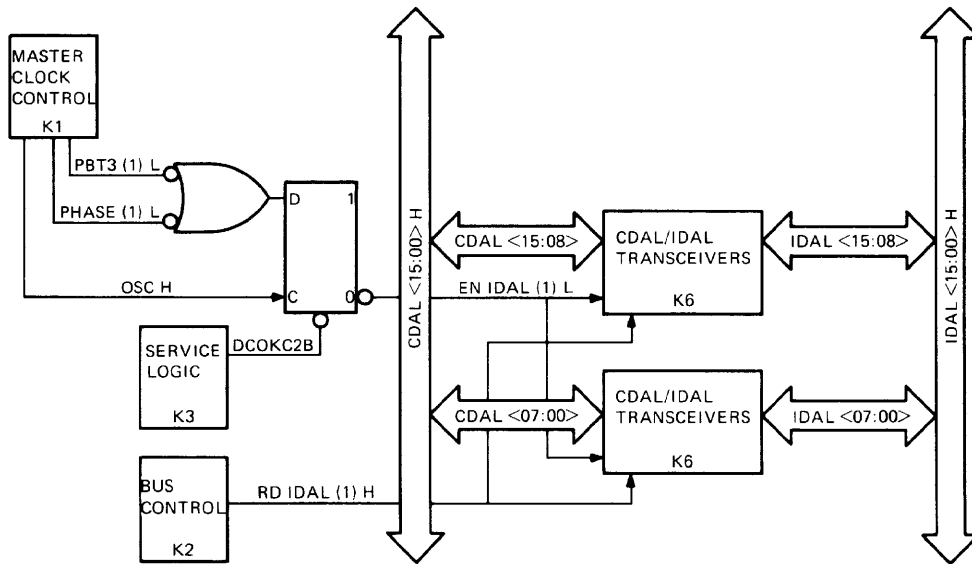 MASTER
CLOCK
CONTROL
K1
PBT3 (1) L
PHASE (1) L
OSC H
D
1
C
0
SERVICE
LOGIC
K3
DCOKC2B
BUS
CONTROL
K2
RD IDAL (1) H
CDAL <15:00> H
CDAL <15:08>
EN IDAL (1) L
CDAL <07:00>
CDAL/IDAL
TRANSCEIVERS
K6
CDAL/IDAL
TRANSCEIVERS
K6
IDAL <15:08>
IDAL <07:00>
IDAL <15:00> H